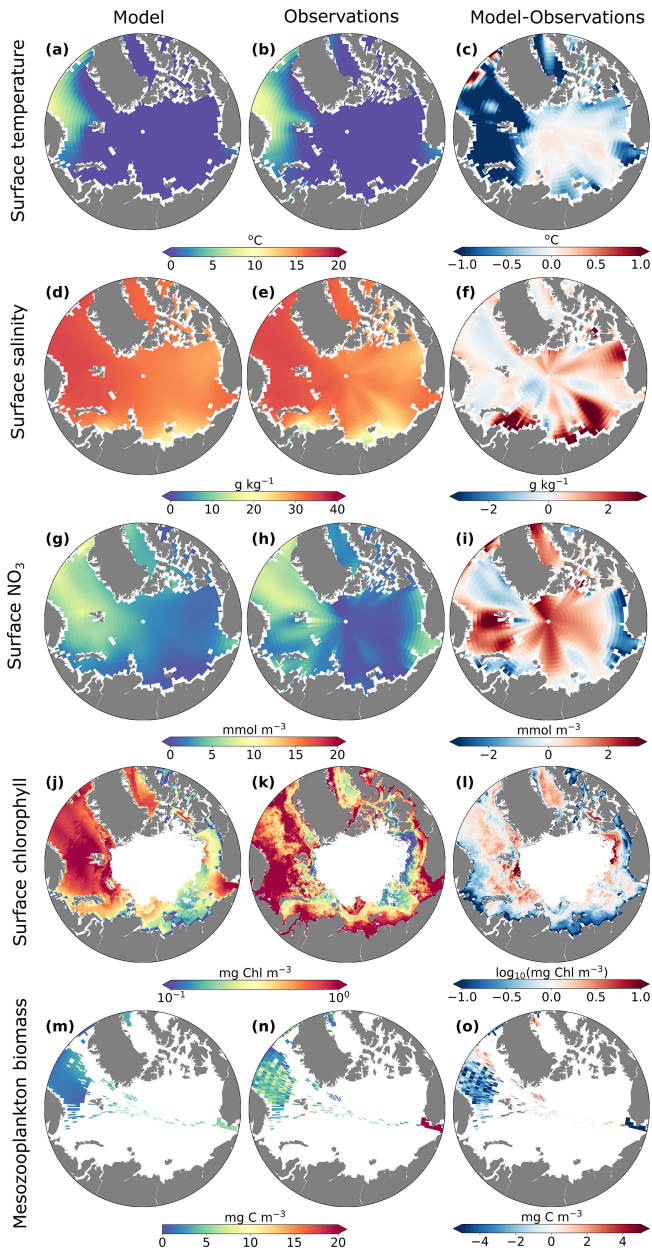 Model Observations Model-Observations
Surface temperature
(a) (b) (c)
°C °C
0 5 10 15 20 −1.0 −0.5 0.0 0.5 1.0
Surface salinity
(d) (e) (f)
g kg⁻¹ g kg⁻¹
0 10 20 30 40 −2 0 2
Surface NO₃
(g) (h) (i)
mmol m⁻³ mmol m⁻³
0 5 10 15 20 −2 0 2
Surface chlorophyll
(j) (k) (l)
mg Chl m⁻³ log₁₀(mg Chl m⁻³)
10⁻¹ 10⁰ −1.0 −0.5 0.0 0.5 1.0
Mesozooplankton biomass
(m) (n) (o)
mg C m⁻³ mg C m⁻³
0 5 10 15 20 −4 −2 0 2 4